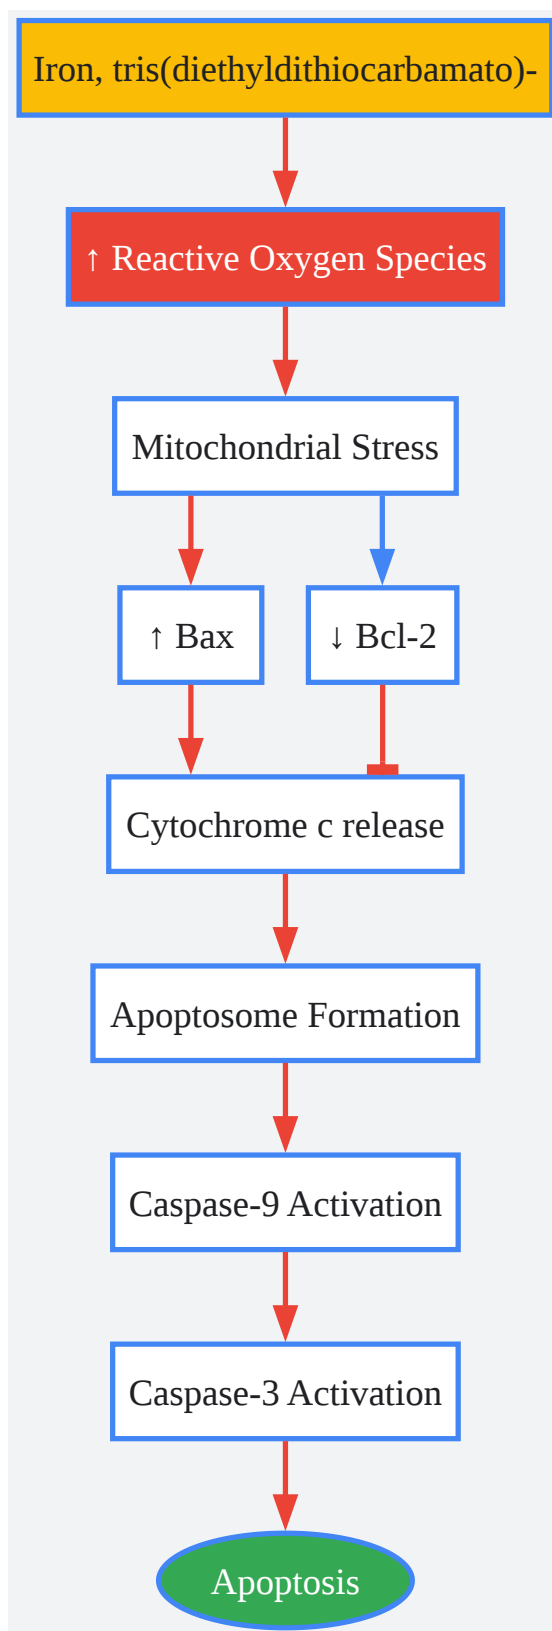 Iron, tris(diethyldithiocarbamato)-
↑ Reactive Oxygen Species
Mitochondrial Stress
↑ Bax
↓ Bcl-2
Cytochrome c release
Apoptosome Formation
Caspase-9 Activation
Caspase-3 Activation
Apoptosis